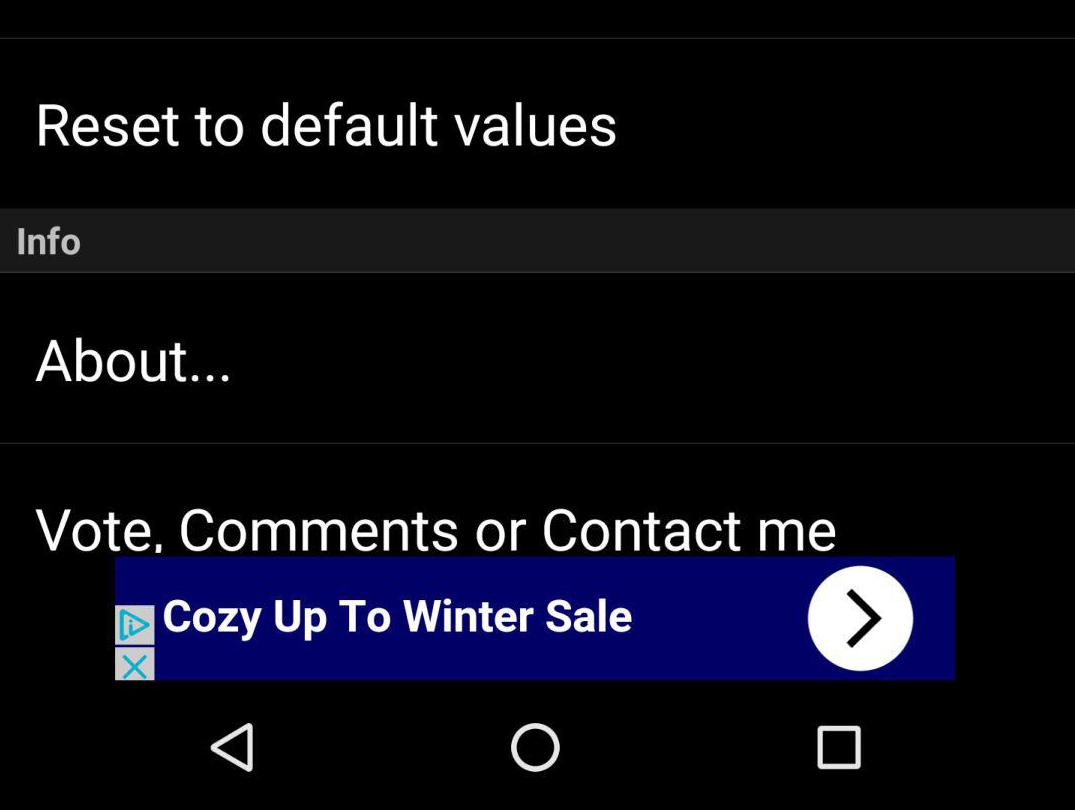 Reset to default values
Info
About...
Vote, Comments or Contact me
Cozy Up To Winter Sale